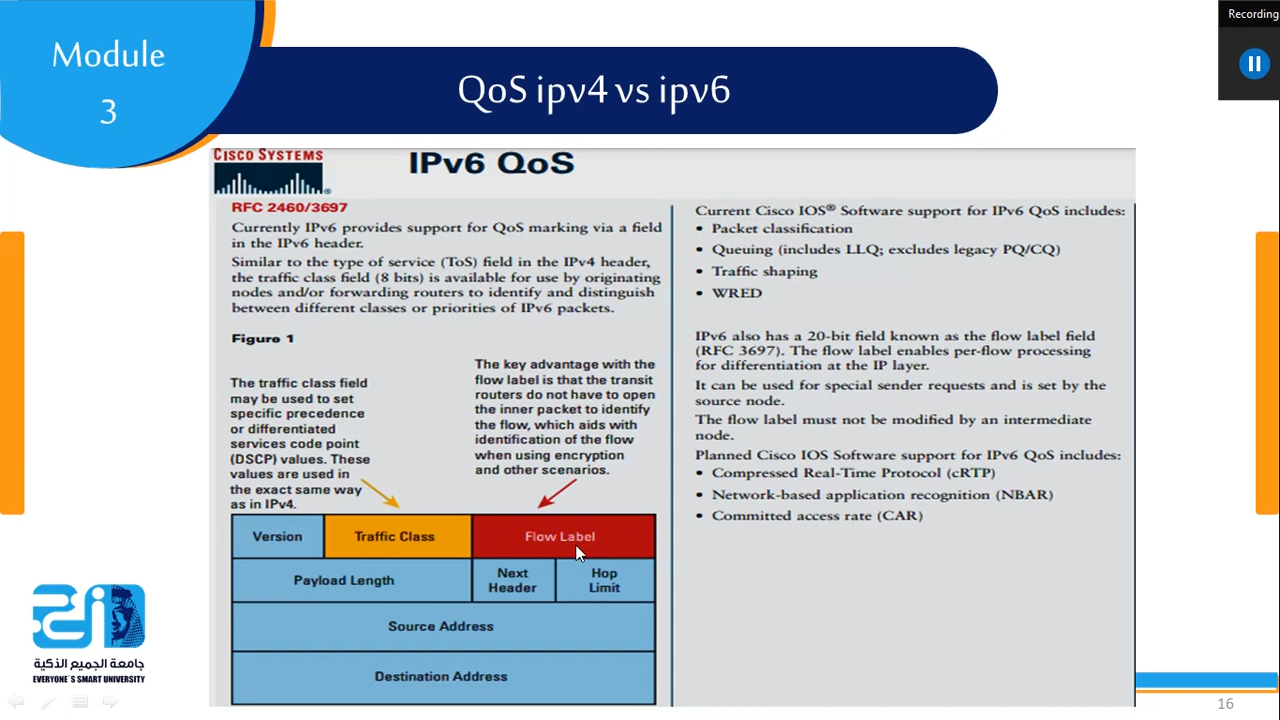 Recording
Module
3
QoS ipv4 vs ipv6
CISCO SYSTEMS
IPv6 QoS
RFC 2460/3697
Currently IPv6 provides support for QoS marking via a field
in the IPv6 header.
Similar to the type of service (ToS) field in the IPv4 header,
the traffic class field (8 bits) is available for use by originating
nodes and/or forwarding routers to identify and distinguish
between different classes or priorities of IPv6 packets.
Figure 1
The traffic class field
may be used to set
specific precedence
or differentiated
services code point
(DSCP) values. These
values are used in
the exact same way
as in IPv4.
The key advantage with the
flow label is that the transit
routers do not have to open
the inner packet to identify
the flow, which aids with
identification of the flow
when using encryption
and other scenarios.
Version
Traffic Class
Flow Label
Payload Length
Next
Header
Hop
Limit
Source Address
Destination Address
Current Cisco IOS® Software support for IPv6 QoS includes:
• Packet classification
• Queuing (includes LLQ; excludes legacy PQ/CQ)
• Traffic shaping
• WRED
IPv6 also has a 20-bit field known as the flow label field
(RFC 3697). The flow label enables per-flow processing
for differentiation at the IP layer.
It can be used for special sender requests and is set by the
source node.
The flow label must not be modified by an intermediate
node.
Planned Cisco IOS Software support for IPv6 QoS includes:
• Compressed Real-Time Protocol (cRTP)
• Network-based application recognition (NBAR)
• Committed access rate (CAR)
جامعة الجميع الذكية
EVERYONE`S SMART UNIVERSITY
16